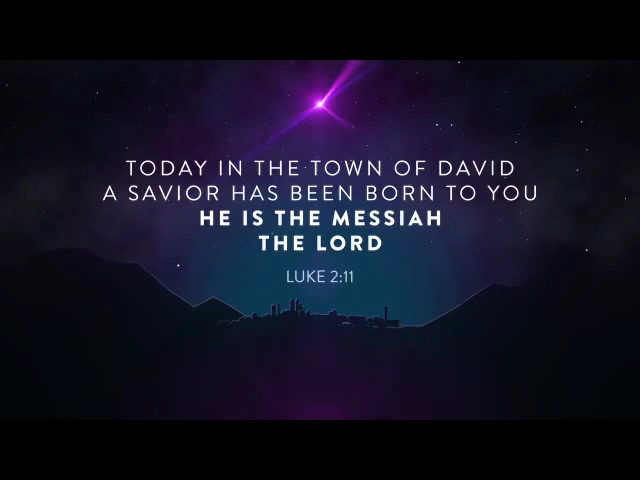 TODAY IN THE TOWN OF DAVID
A SAVIOR HAS BEEN BORN TO YOU
HE IS THE MESSIAH
THE LORD
LUKE 2:11